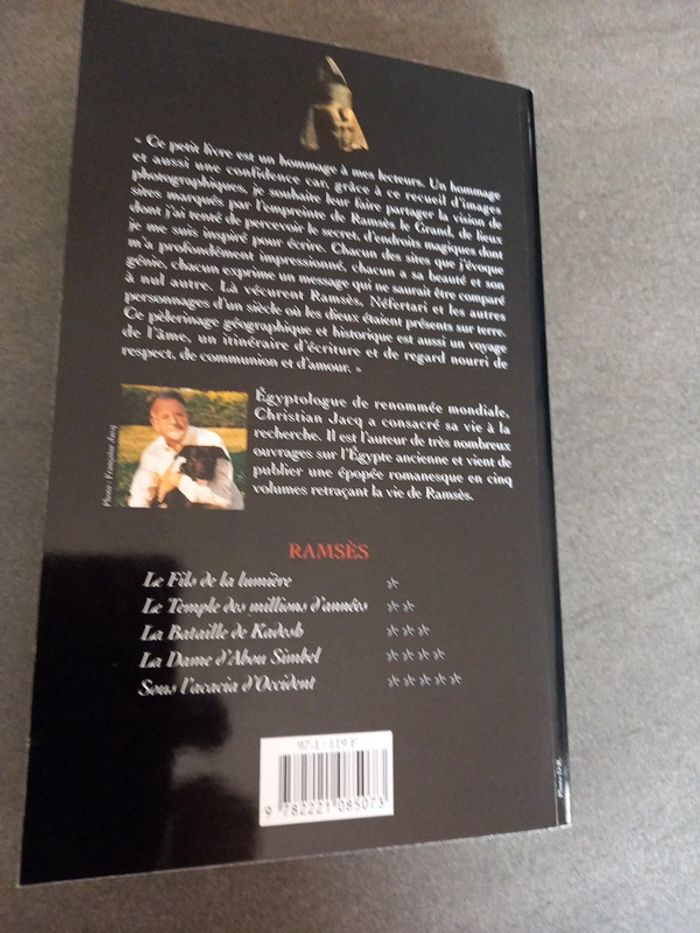 « Ce petit livre est un hommage à mes lecteurs. Un hommage
et aussi une confidence car, grâce à ce recueil d'images
photographiques, je souhaite leur faire partager la vision de
sites marqués par l'empreinte de Ramsès le Grand, de lieux
dont j'ai tenté de percevoir le secret, d'endroits magiques dont
je me suis inspiré pour écrire. Chacun des sites que j'évoque
m'a profondément impressionné, chacun a sa beauté et son
génie, chacun exprime un message qui ne saurait être comparé
à nul autre. Là vécurent Ramsès, Néfertari et les autres
personnages d'un siècle où les dieux étaient présents sur terre.
Ce pèlerinage géographique et historique est aussi un voyage
de l'âme, un itinéraire d'écriture et de regard nourri de
respect, de communion et d'amour. »
Photo : Françoise Jacq
Égyptologue de renommée mondiale,
Christian Jacq a consacré sa vie à la
recherche. Il est l'auteur de très nombreux
ouvrages sur l'Égypte ancienne et vient de
publier une épopée romanesque en cinq
volumes retraçant la vie de Ramsès.
RAMSÈS
Le Fils de la lumière *
Le Temple des millions d'années * *
La Bataille de Kadesh * * *
La Dame d'Abou Simbel * * * *
Sous l'acacia d'Occident * * * * *
97-1 / 119 F
9 782221 085073
Photo D.R.